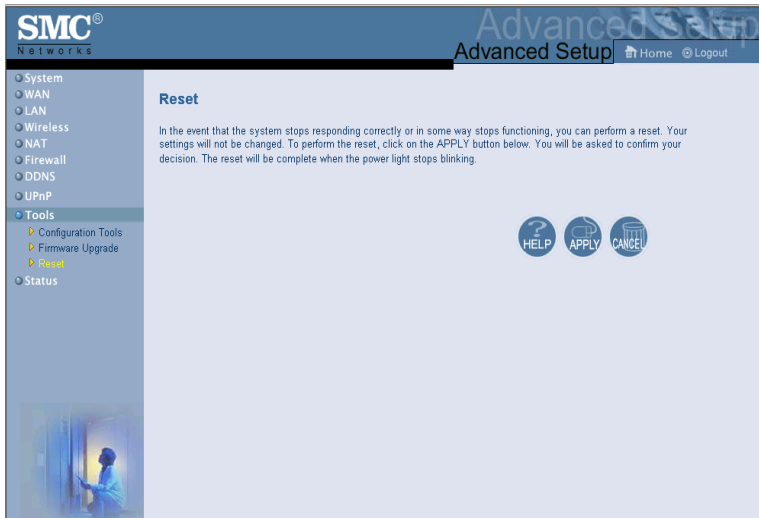 SMC®
Networks
Advanced Setup
Advanced Setup
Home
Logout
System
WAN
LAN
Wireless
NAT
Firewall
DDNS
UPnP
Tools
Configuration Tools
Firmware Upgrade
Reset
Status
Reset
In the event that the system stops responding correctly or in some way stops functioning, you can perform a reset. Your
settings will not be changed. To perform the reset, click on the APPLY button below. You will be asked to confirm your
decision. The reset will be complete when the power light stops blinking.
HELP
APPLY
CANCEL